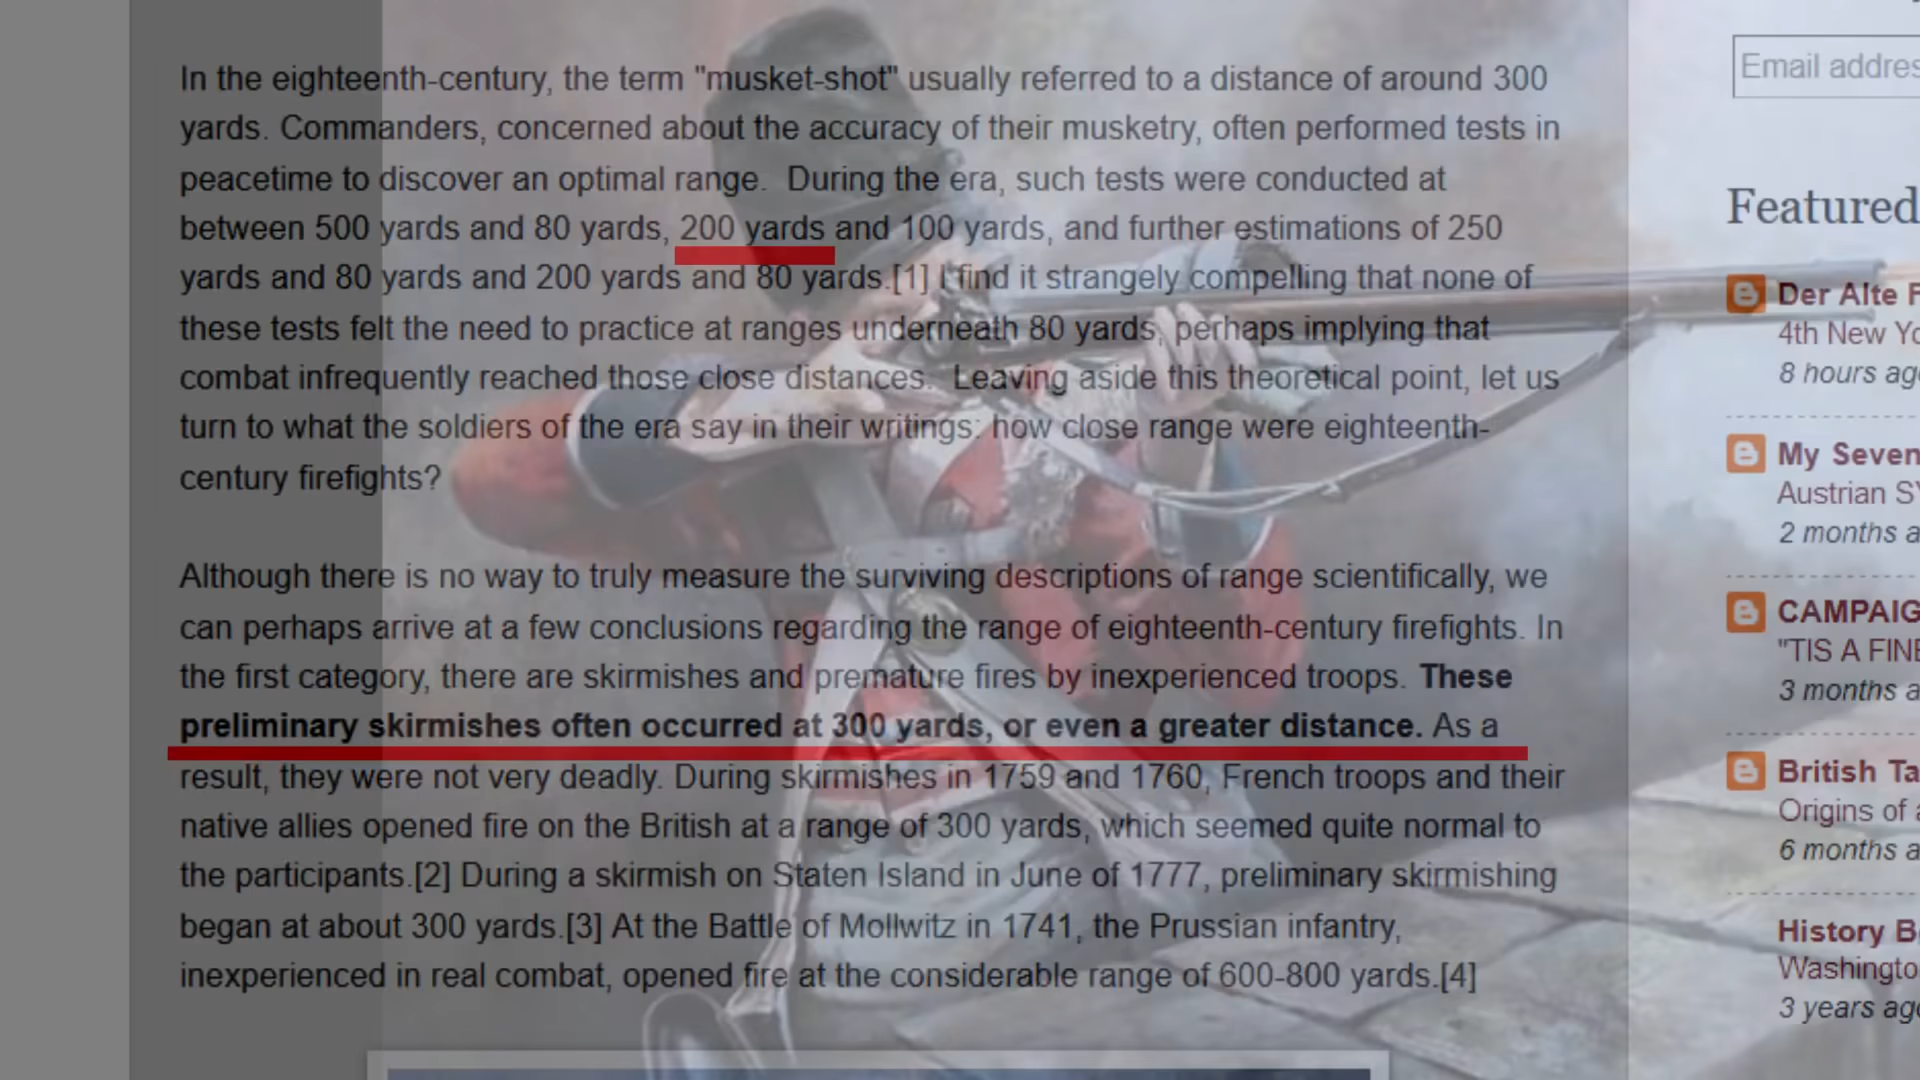 In the eighteenth-century, the term "musket-shot" usually referred to a distance of around 300
yards. Commanders, concerned about the accuracy of their musketry, often performed tests in
peacetime to discover an optimal range. During the era, such tests were conducted at
between 500 yards and 80 yards, 200 yards and 100 yards, and further estimations of 250
yards and 80 yards and 200 yards and 80 yards.[1] I find it strangely compelling that none of
these tests felt the need to practice at ranges underneath 80 yards, perhaps implying that
combat infrequently reached those close distances. Leaving aside this theoretical point, let us
turn to what the soldiers of the era say in their writings: how close range were eighteenth-
century firefights?
Although there is no way to truly measure the surviving descriptions of range scientifically, we
can perhaps arrive at a few conclusions regarding the range of eighteenth-century firefights. In
the first category, there are skirmishes and premature fires by inexperienced troops. These
preliminary skirmishes often occurred at 300 yards, or even a greater distance. As a
result, they were not very deadly. During skirmishes in 1759 and 1760, French troops and their
native allies opened fire on the British at a range of 300 yards, which seemed quite normal to
the participants.[2] During a skirmish on Staten Island in June of 1777, preliminary skirmishing
began at about 300 yards.[3] At the Battle of Mollwitz in 1741, the Prussian infantry,
inexperienced in real combat, opened fire at the considerable range of 600-800 yards.[4]
Email addres
Featured
Der Alte F
4th New Yo
8 hours ago
My Seven
Austrian SY
2 months a
CAMPAIG
"TIS A FINE
3 months a
British Ta
Origins of a
6 months a
History B
Washingto
3 years ago